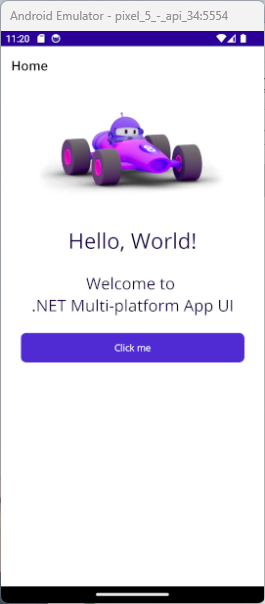 Android Emulator - pixel_5_-_api_34:5554
11:20
Home
Hello, World!
Welcome to
.NET Multi-platform App UI
Click me